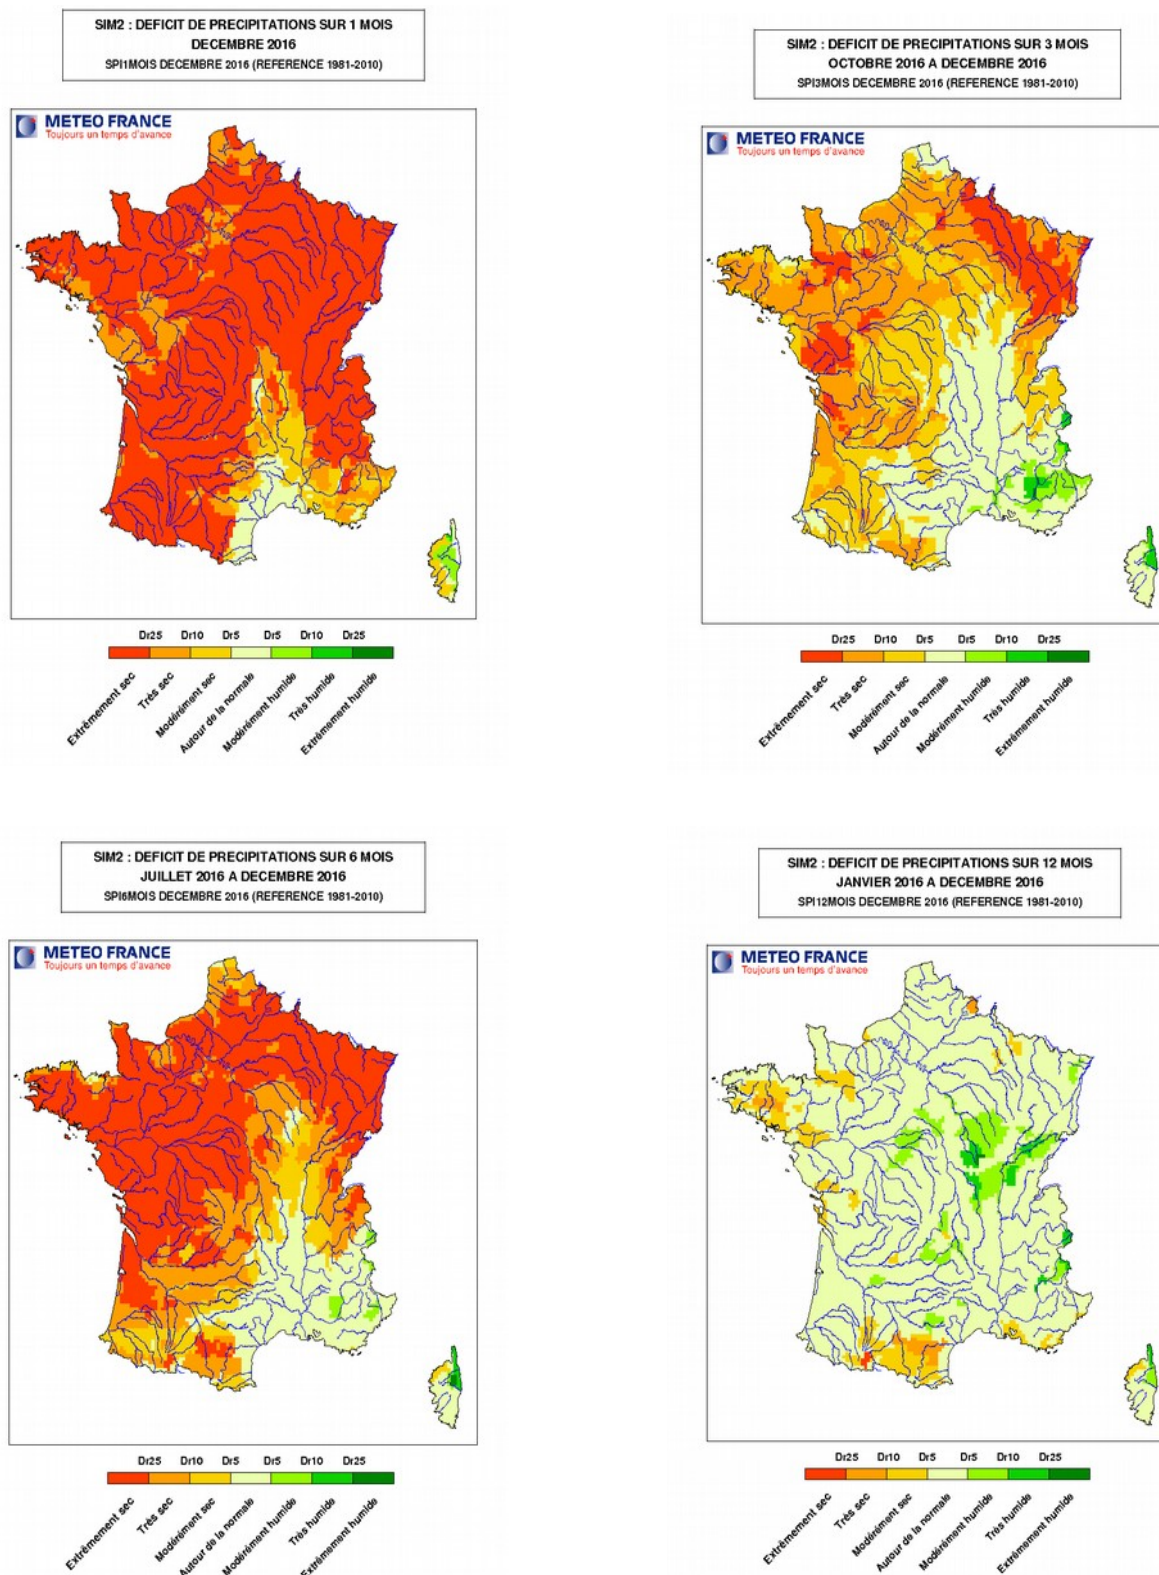 SIM2 : DEFICIT DE PRECIPITATIONS SUR 1 MOIS
DECEMBRE 2016
SPI1MOIS DECEMBRE 2016 (REFERENCE 1981-2010)
METEO FRANCE
Toujours un temps d'avance
Dr25 Dr10 Dr5 Dr5 Dr10 Dr25
Extrêmement sec
Très sec
Modérément sec
Autour de la normale
Modérément humide
Très humide
Extrêmement humide
SIM2 : DEFICIT DE PRECIPITATIONS SUR 3 MOIS
OCTOBRE 2016 A DECEMBRE 2016
SPI3MOIS DECEMBRE 2016 (REFERENCE 1981-2010)
METEO FRANCE
Toujours un temps d'avance
Dr25 Dr10 Dr5 Dr5 Dr10 Dr25
Extrêmement sec
Très sec
Modérément sec
Autour de la normale
Modérément humide
Très humide
Extrêmement humide
SIM2 : DEFICIT DE PRECIPITATIONS SUR 6 MOIS
JUILLET 2016 A DECEMBRE 2016
SPI6MOIS DECEMBRE 2016 (REFERENCE 1981-2010)
METEO FRANCE
Toujours un temps d'avance
Dr25 Dr10 Dr5 Dr5 Dr10 Dr25
Extrêmement sec
Très sec
Modérément sec
Autour de la normale
Modérément humide
Très humide
Extrêmement humide
SIM2 : DEFICIT DE PRECIPITATIONS SUR 12 MOIS
JANVIER 2016 A DECEMBRE 2016
SPI12MOIS DECEMBRE 2016 (REFERENCE 1981-2010)
METEO FRANCE
Toujours un temps d'avance
Dr25 Dr10 Dr5 Dr5 Dr10 Dr25
Extrêmement sec
Très sec
Modérément sec
Autour de la normale
Modérément humide
Très humide
Extrêmement humide